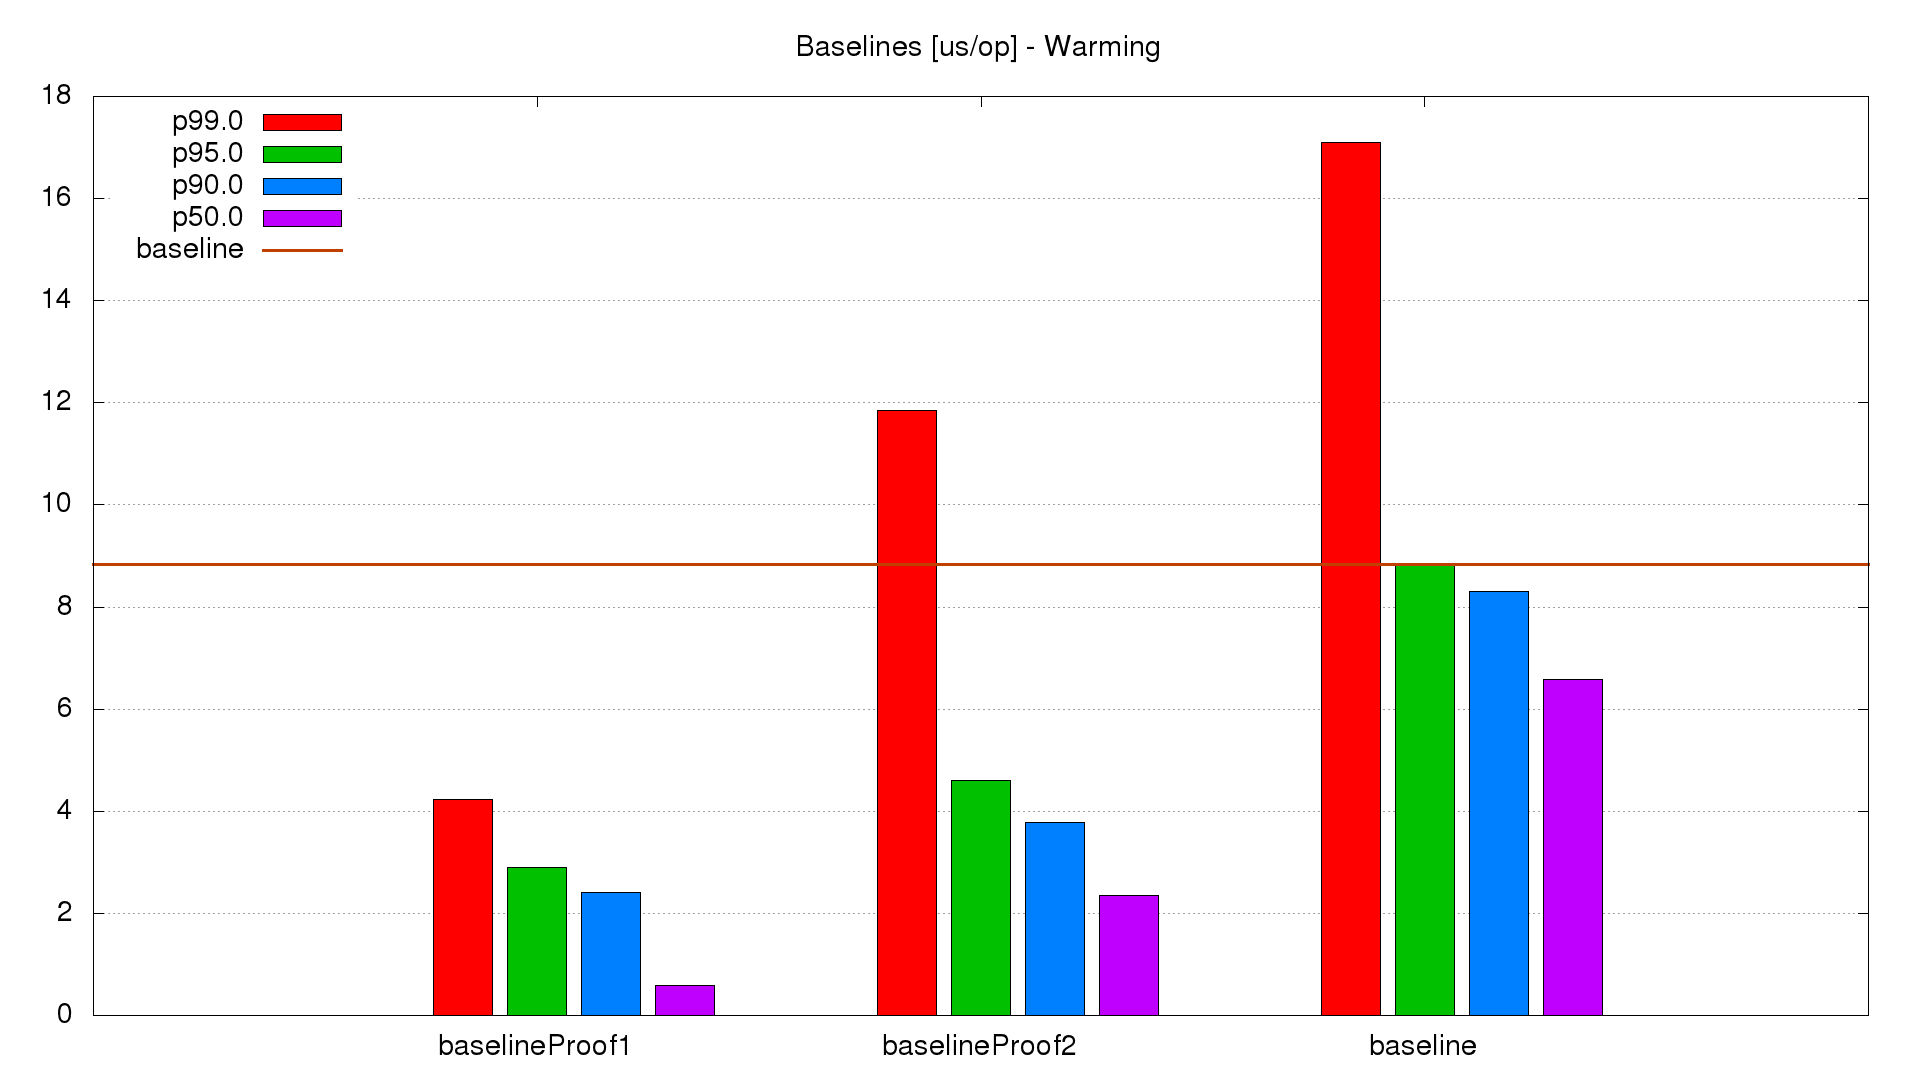 Baselines [us/op] - Warming
18
16
14
12
10
8
6
4
2
0
p99.0
p95.0
p90.0
p50.0
baseline
baselineProof1
baselineProof2
baseline